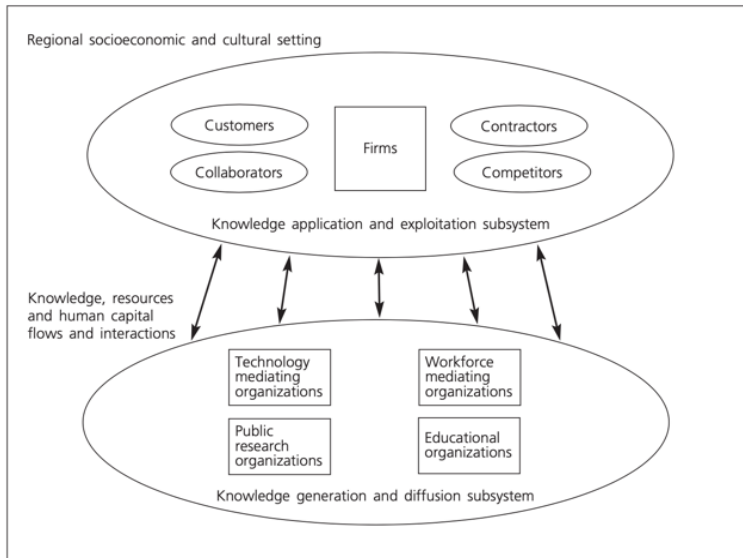 Regional socioeconomic and cultural setting
Customers
Collaborators
Firms
Contractors
Competitors
Knowledge application and exploitation subsystem
Knowledge, resources
and human capital
flows and interactions
Technology
mediating
organizations
Workforce
mediating
organizations
Public
research
organizations
Educational
organizations
Knowledge generation and diffusion subsystem